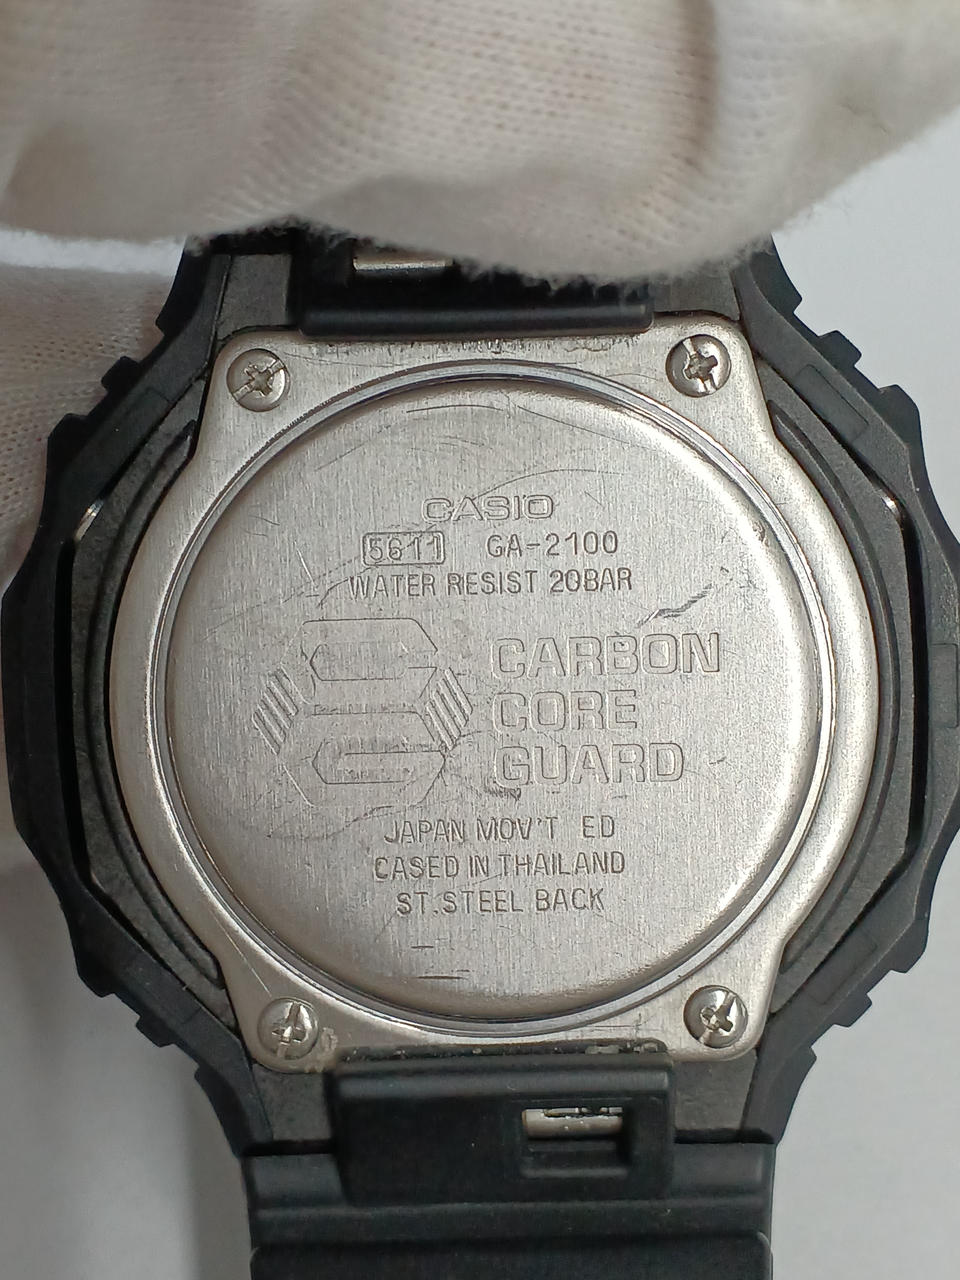 CASIO
5611 GA-2100
WATER RESIST 20BAR
CARBON
CORE
GUARD
JAPAN MOV'T ED
CASED IN THAILAND
ST.STEEL BACK